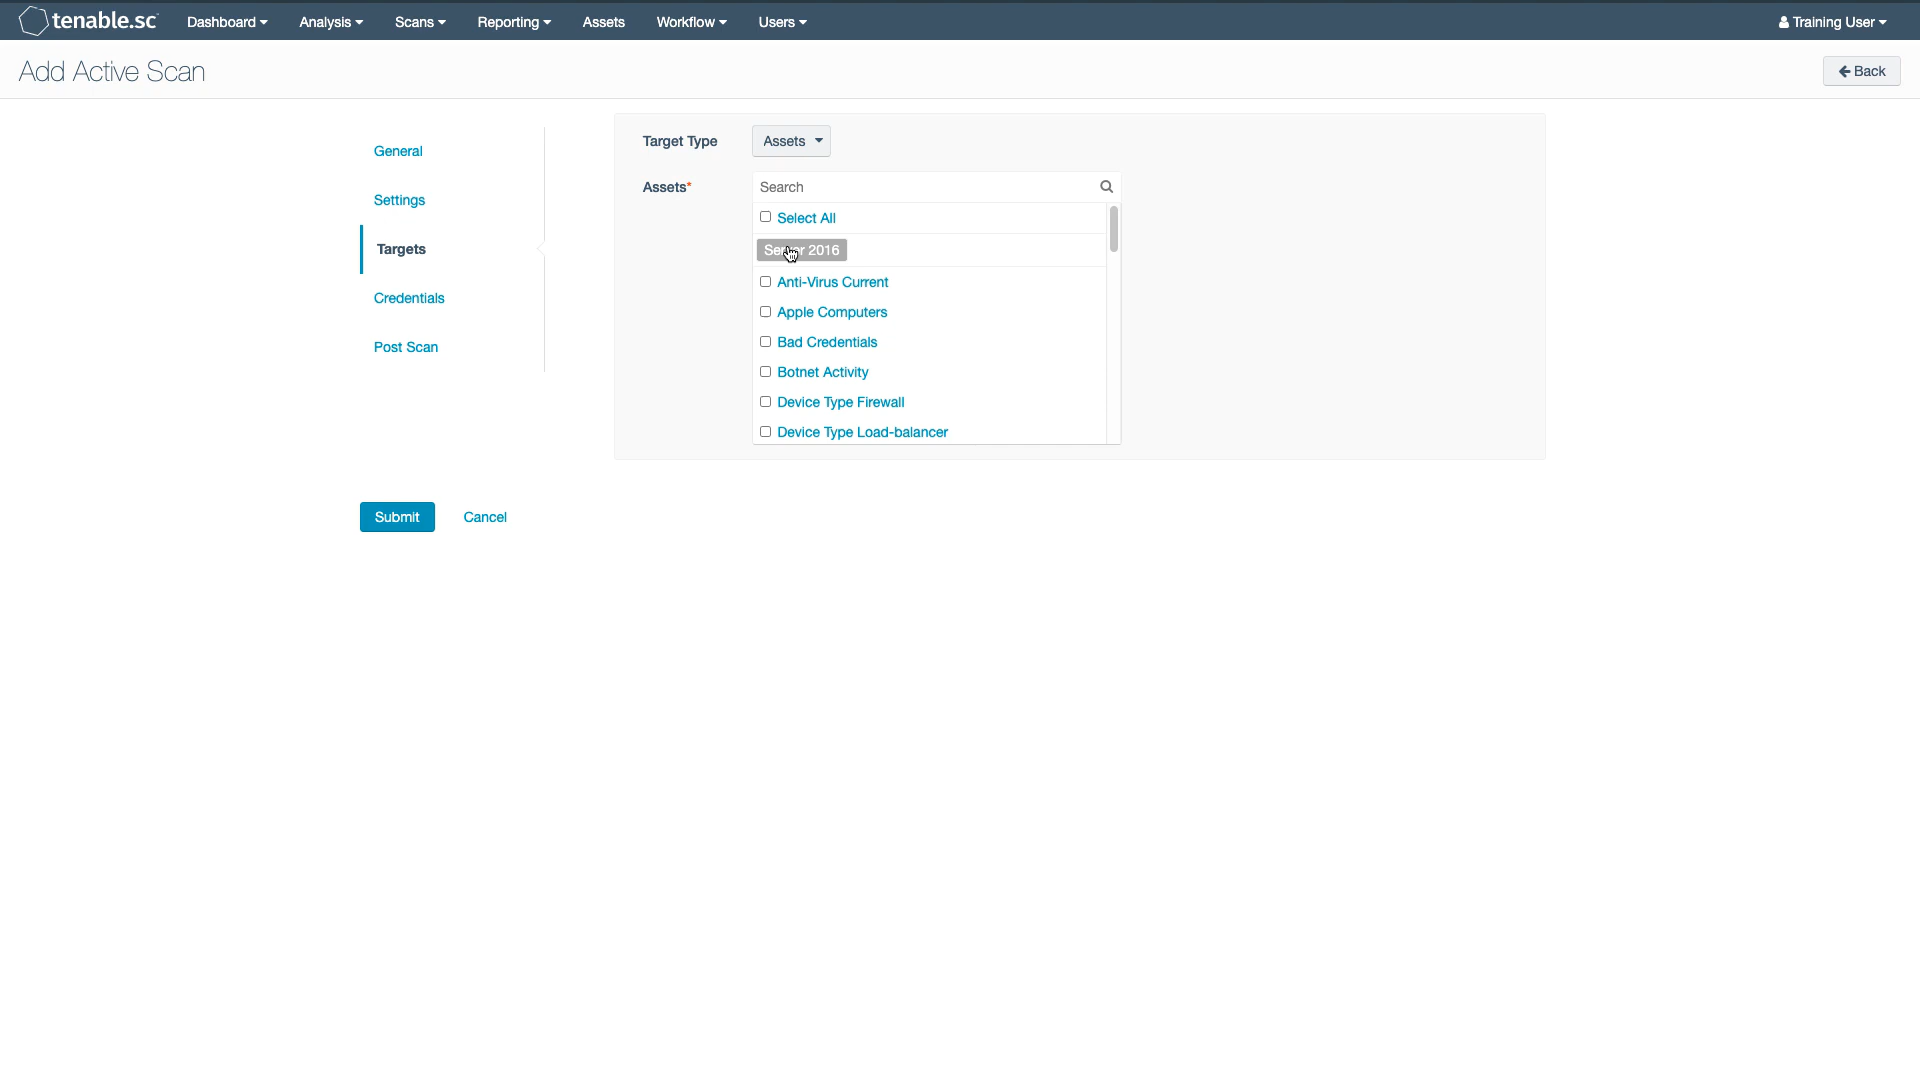 tenable.sc Dashboard Analysis Scans Reporting Assets Workflow Users Training User
Add Active Scan
Back
General
Settings
Targets
Credentials
Post Scan
Target Type Assets
Assets* Search
Select All
Server 2016
Anti-Virus Current
Apple Computers
Bad Credentials
Botnet Activity
Device Type Firewall
Device Type Load-balancer
Submit Cancel